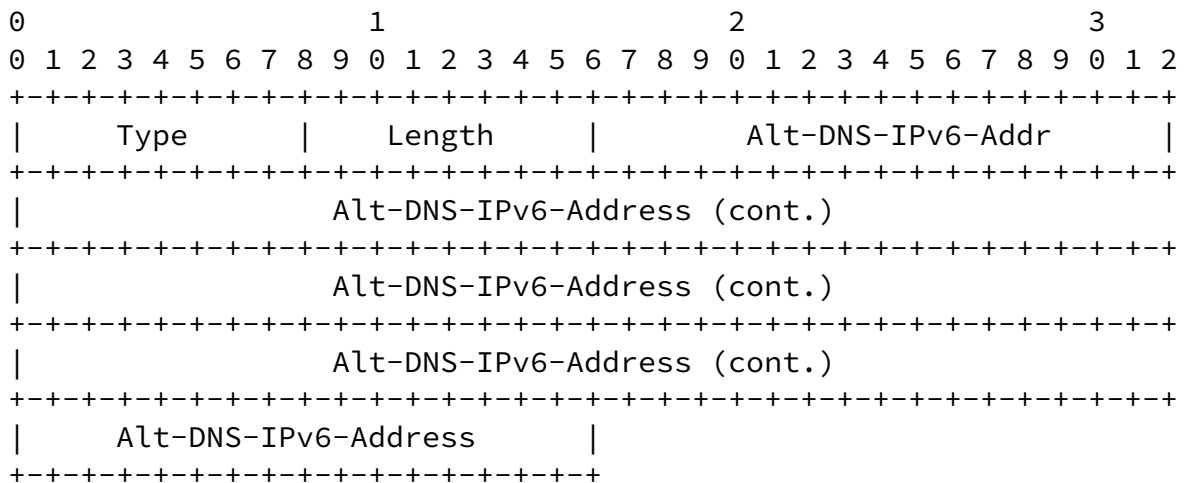 0                   1                   2                   3
0 1 2 3 4 5 6 7 8 9 0 1 2 3 4 5 6 7 8 9 0 1 2 3 4 5 6 7 8 9 0 1 2
+-+-+-+-+-+-+-+-+-+-+-+-+-+-+-+-+-+-+-+-+-+-+-+-+-+-+-+-+-+-+-+-+
|     Type      |    Length     |        Alt-DNS-IPv6-Addr      |
+-+-+-+-+-+-+-+-+-+-+-+-+-+-+-+-+-+-+-+-+-+-+-+-+-+-+-+-+-+-+-+-+
|                 Alt-DNS-IPv6-Address (cont.)
+-+-+-+-+-+-+-+-+-+-+-+-+-+-+-+-+-+-+-+-+-+-+-+-+-+-+-+-+-+-+-+-+
|                 Alt-DNS-IPv6-Address (cont.)
+-+-+-+-+-+-+-+-+-+-+-+-+-+-+-+-+-+-+-+-+-+-+-+-+-+-+-+-+-+-+-+-+
|                 Alt-DNS-IPv6-Address (cont.)
+-+-+-+-+-+-+-+-+-+-+-+-+-+-+-+-+-+-+-+-+-+-+-+-+-+-+-+-+-+-+-+-+
|     Alt-DNS-IPv6-Address      |
+-+-+-+-+-+-+-+-+-+-+-+-+-+-+-+-+